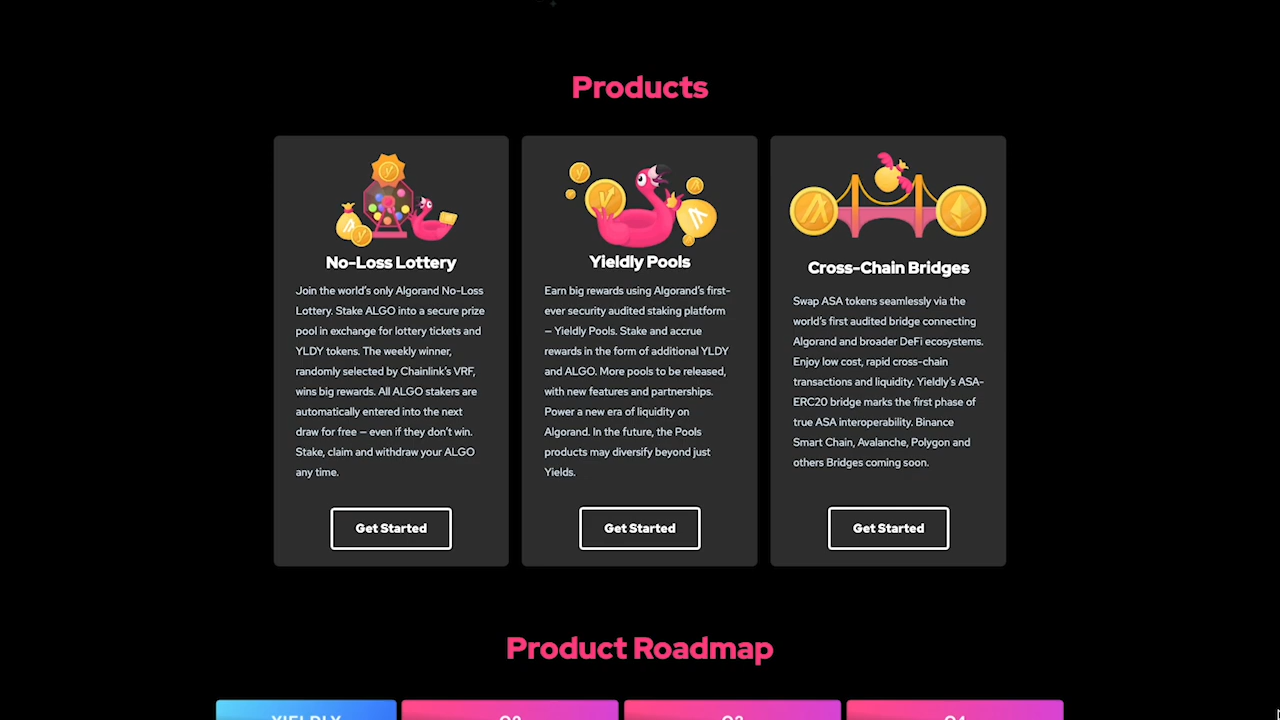 Products
No-Loss Lottery
Join the world's only Algorand No-Loss
Lottery. Stake ALGO into a secure prize
pool in exchange for lottery tickets and
YLDY tokens. The weekly winner,
randomly selected by Chainlink's VRF,
wins big rewards. All ALGO stakers are
automatically entered into the next
draw for free — even if they don't win.
Stake, claim and withdraw your ALGO
any time.
Get Started
Yieldly Pools
Earn big rewards using Algorand's first-
ever security audited staking platform
— Yieldly Pools. Stake and accrue
rewards in the form of additional YLDY
and ALGO. More pools to be released,
with new features and partnerships.
Power a new era of liquidity on
Algorand. In the future, the Pools
products may diversify beyond just
Yields.
Get Started
Cross-Chain Bridges
Swap ASA tokens seamlessly via the
world's first audited bridge connecting
Algorand and broader DeFi ecosystems.
Enjoy low cost, rapid cross-chain
transactions and liquidity. Yieldly's ASA-
ERC20 bridge marks the first phase of
true ASA interoperability. Binance
Smart Chain, Avalanche, Polygon and
others Bridges coming soon.
Get Started
Product Roadmap
YIELDLY